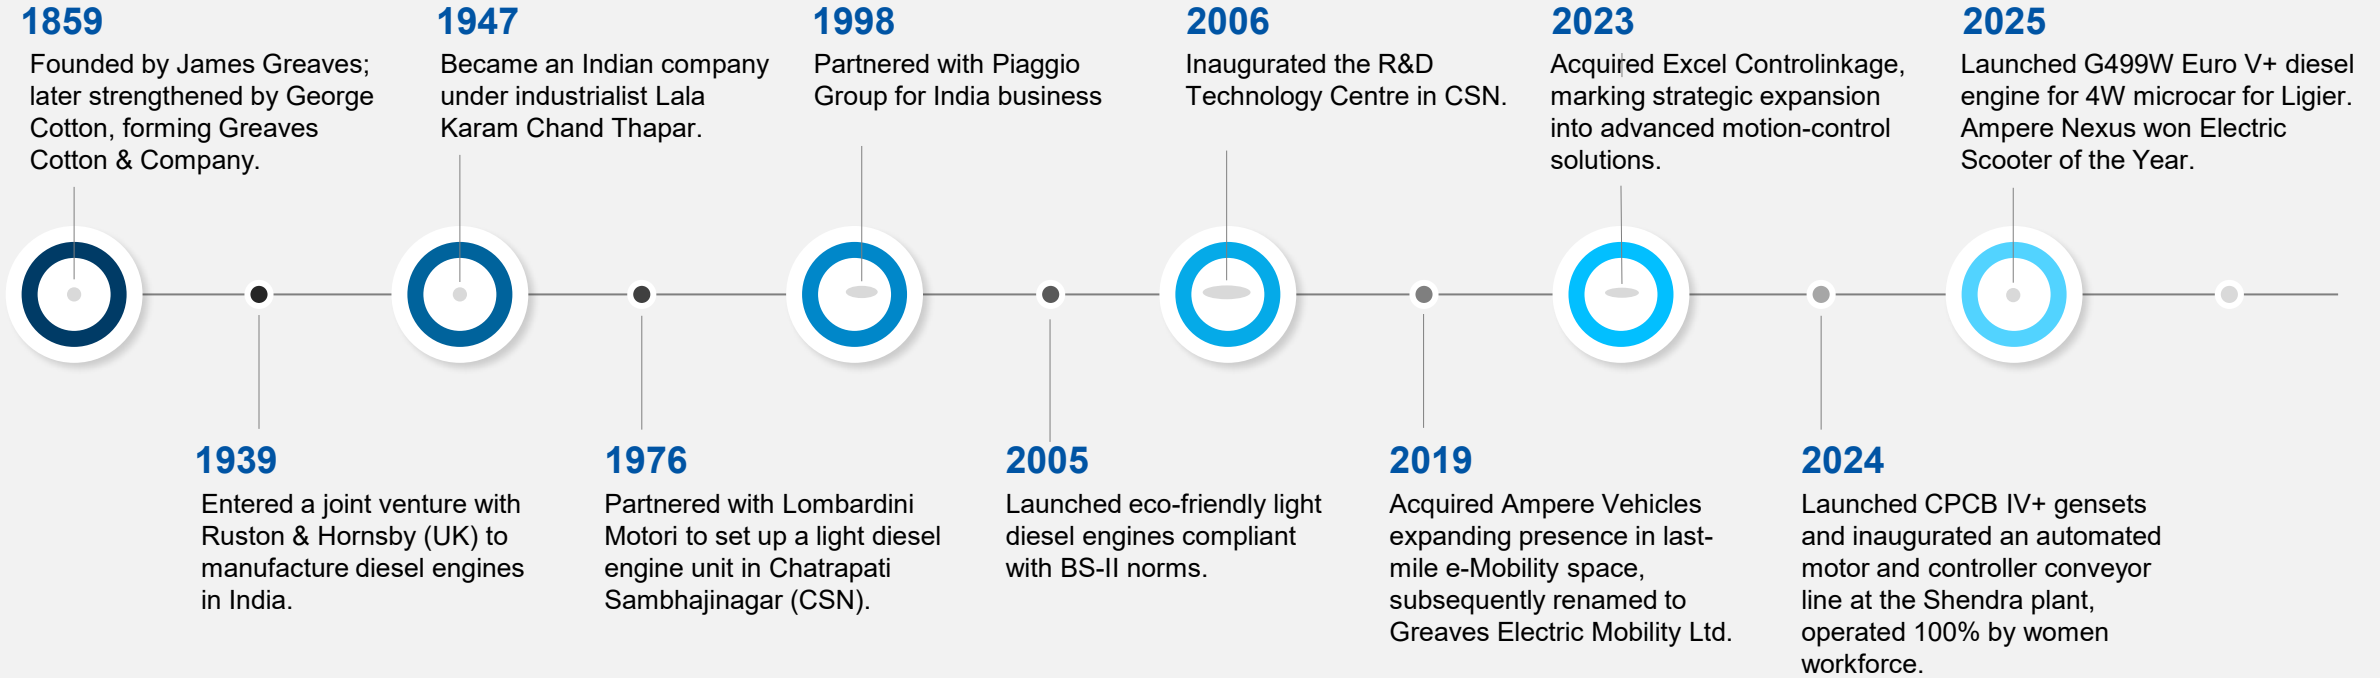 1859
Founded by James Greaves;
later strengthened by George
Cotton, forming Greaves
Cotton & Company.
1947
Became an Indian company
under industrialist Lala
Karam Chand Thapar.
1998
Partnered with Piaggio
Group for India business
2006
Inaugurated the R&D
Technology Centre in CSN.
2023
Acquired Excel Controlinkage,
marking strategic expansion
into advanced motion-control
solutions.
2025
Launched G499W Euro V+ diesel
engine for 4W microcar for Ligier.
Ampere Nexus won Electric
Scooter of the Year.
1939
Entered a joint venture with
Ruston & Hornsby (UK) to
manufacture diesel engines
in India.
1976
Partnered with Lombardini
Motori to set up a light diesel
engine unit in Chatrapati
Sambhajinagar (CSN).
2005
Launched eco-friendly light
diesel engines compliant
with BS-II norms.
2019
Acquired Ampere Vehicles
expanding presence in last-
mile e-Mobility space,
subsequently renamed to
Greaves Electric Mobility Ltd.
2024
Launched CPCB IV+ gensets
and inaugurated an automated
motor and controller conveyor
line at the Shendra plant,
operated 100% by women
workforce.